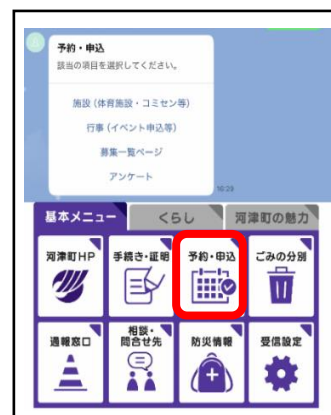 予約・申込
該当の項目を選択してください。
施設(体育施設・コミセン等)
行事(イベント申込等)
募集一覧ページ
アンケート
16:29
基本メニュー
くらし
河津町の魅力
河津町HP
手続き・証明
予約・申込
ごみの分別
通報窓口
相談・
問合せ先
防災情報
受信設定